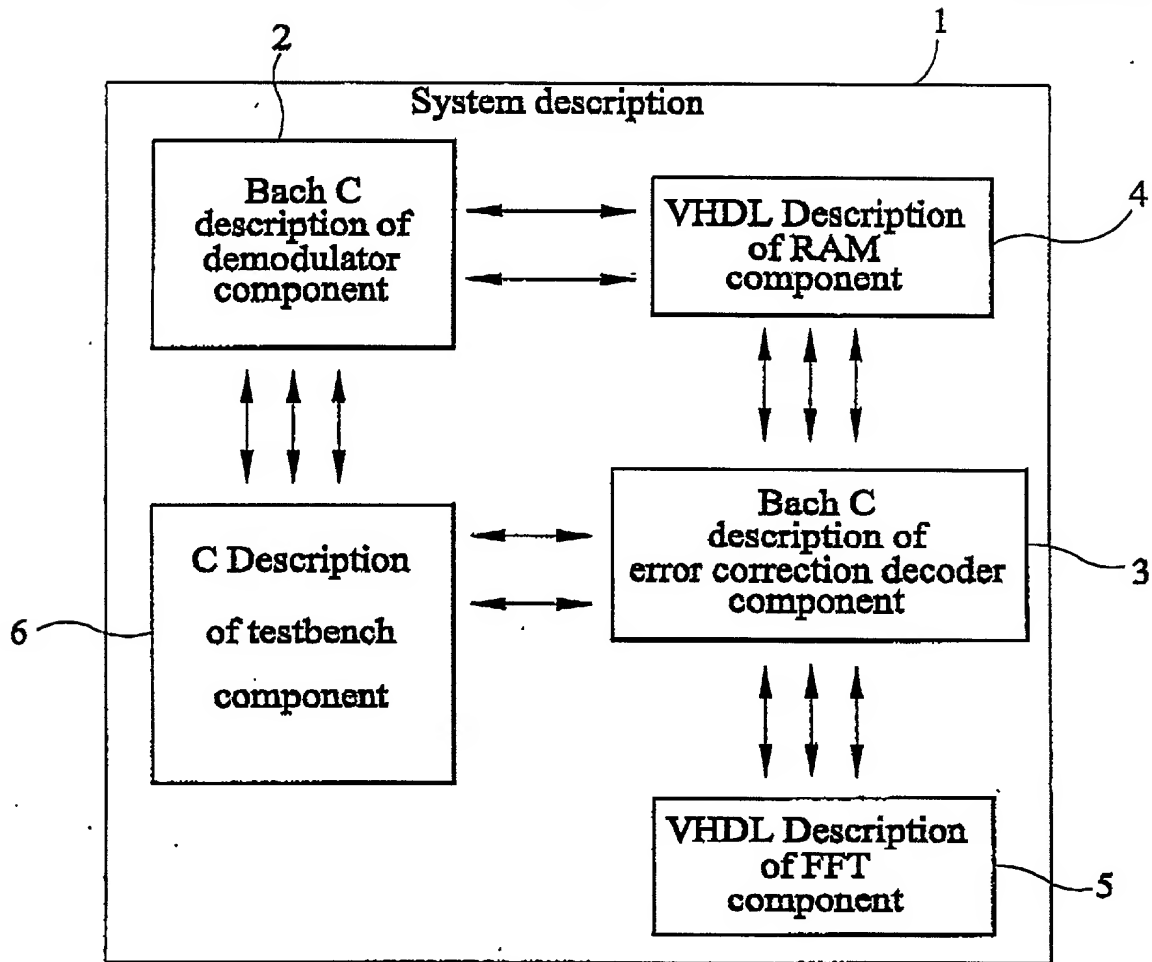 1
2
System description
Bach C
description of
demodulator
component
VHDL Description
of RAM
component
4
C Description
of testbench
component
6
Bach C
description of
error correction decoder
component
3
VHDL Description
of FFT
component
5